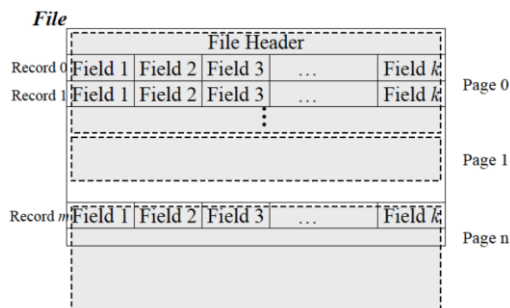 File
File Header
Record 0 Field 1 Field 2 Field 3 ... Field k
Record 1 Field 1 Field 2 Field 3 ... Field k
Page 0
⋮
Page 1
Record m Field 1 Field 2 Field 3 ... Field k
Page n